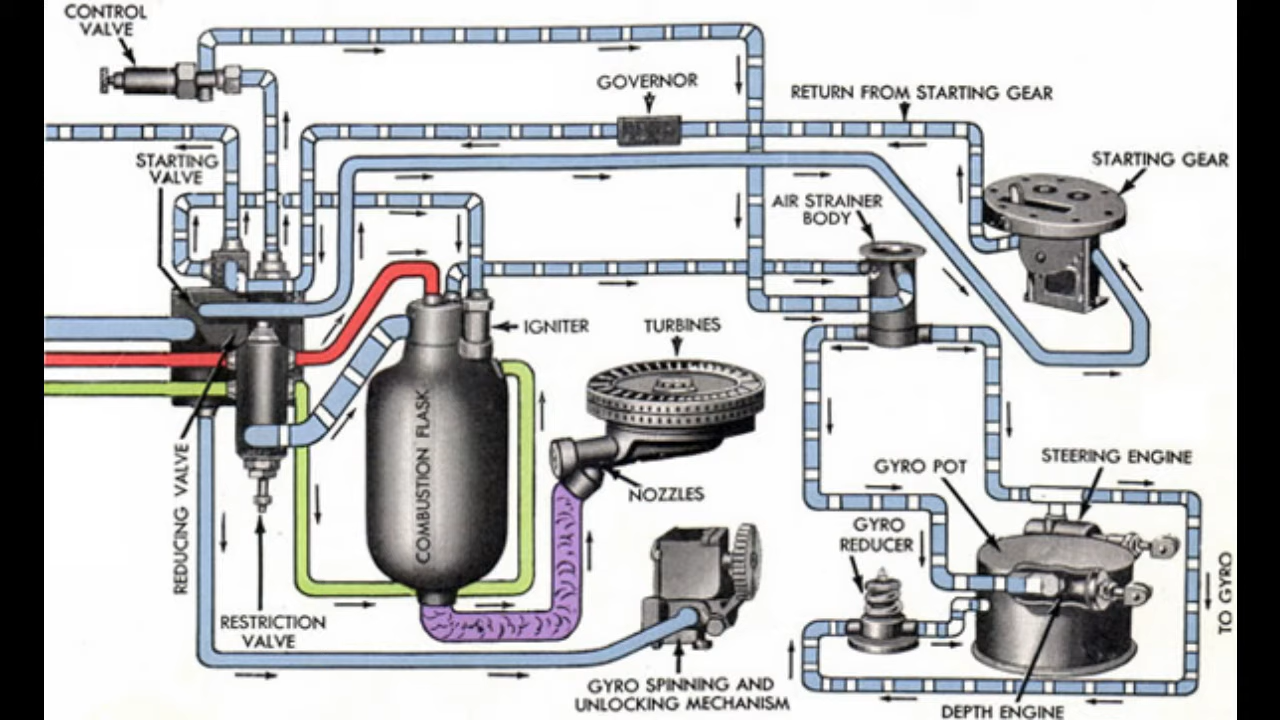 CONTROL
VALVE
GOVERNOR
RETURN FROM STARTING GEAR
STARTING
VALVE
STARTING GEAR
AIR STRAINER
BODY
IGNITER
TURBINES
COMBUSTION FLASK
REDUCING VALVE
NOZZLES
GYRO POT
STEERING ENGINE
GYRO
REDUCER
TO GYRO
RESTRICTION
VALVE
GYRO SPINNING AND
UNLOCKING MECHANISM
DEPTH ENGINE